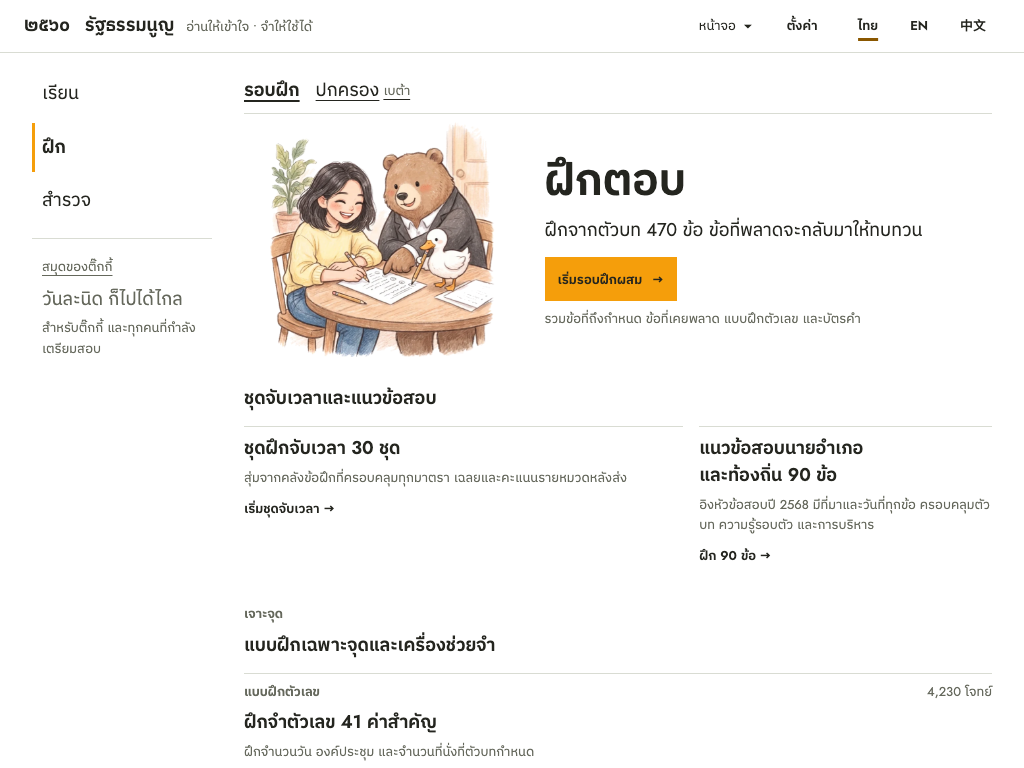 ๒๕๖๐ รัฐธรรมนูญ อ่านให้เข้าใจ · จำให้ใช้ได้ หน้าจอ ตั้งค่า ไทย EN 中文
เรียน
ฝึก
สำรวจ
สมุดของติ๊กกี้
วันละนิด ก็ไปได้ไกล
สำหรับติ๊กกี้ และทุกคนที่กำลัง
เตรียมสอบ
รอบฝึก ปกครอง เบต้า
ฝึกตอบ
ฝึกจากตัวบท 470 ข้อ ข้อที่พลาดจะกลับมาให้ทบทวน
เริ่มรอบฝึกผสม →
รวมข้อที่ถึงกำหนด ข้อที่เคยพลาด แบบฝึกตัวเลข และบัตรคำ
ชุดจับเวลาและแนวข้อสอบ
ชุดฝึกจับเวลา 30 ชุด
สุ่มจากคลังข้อฝึกที่ครอบคลุมทุกมาตรา เฉลยและคะแนนรายหมวดหลังส่ง
เริ่มชุดจับเวลา →
แนวข้อสอบนายอำเภอ
และท้องถิ่น 90 ข้อ
อิงหัวข้อสอบปี 2568 มีที่มาและวันที่ทุกข้อ ครอบคลุมตัว
บท ความรู้รอบตัว และการบริหาร
ฝึก 90 ข้อ →
เจาะจุด
แบบฝึกเฉพาะจุดและเครื่องช่วยจำ
แบบฝึกตัวเลข 4,230 โจทย์
ฝึกจำตัวเลข 41 ค่าสำคัญ
ฝึกจำนวนวัน องค์ประชุม และจำนวนที่นั่งที่ตัวบทกำหนด